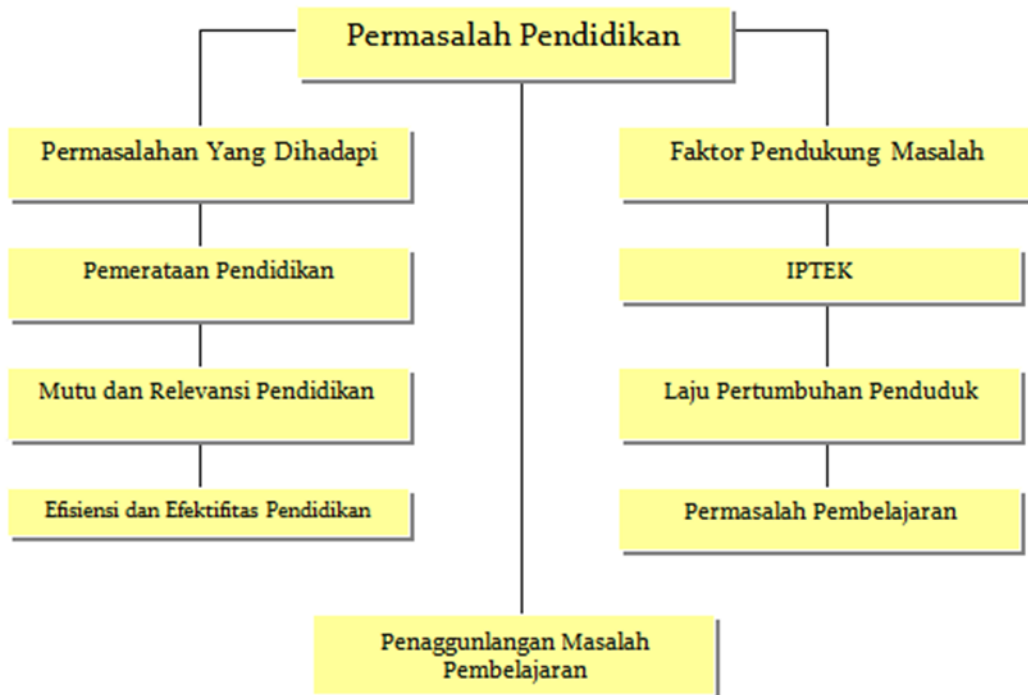 Permasalah Pendidikan
Permasalahan Yang Dihadapi
Faktor Pendukung Masalah
Pemerataan Pendidikan
IPTEK
Mutu dan Relevansi Pendidikan
Laju Pertumbuhan Penduduk
Efisiensi dan Efektifitas Pendidikan
Permasalah Pembelajaran
Penaggunlangan Masalah
Pembelajaran